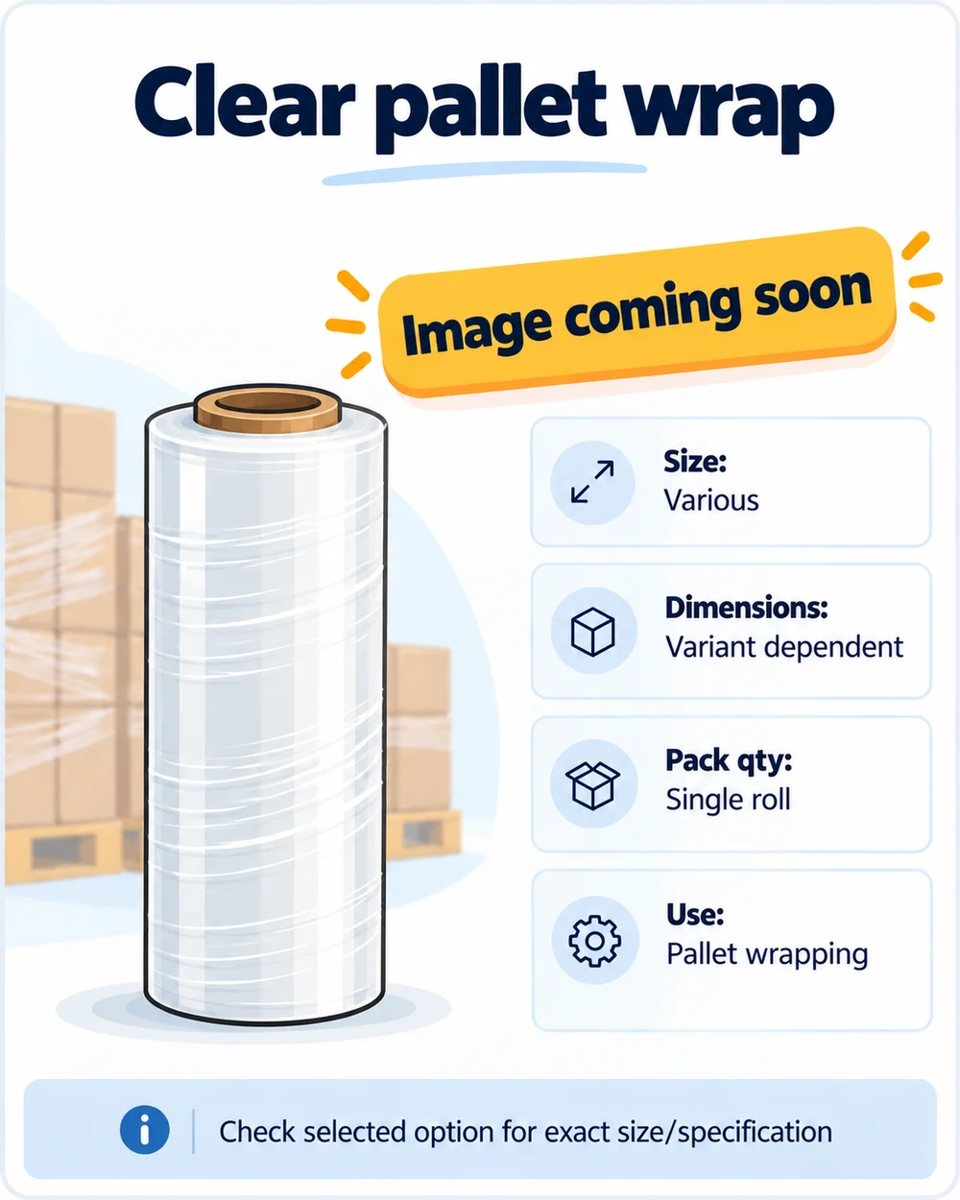 Clear pallet wrap
Image coming soon
Size:
Various
Dimensions:
Variant dependent
Pack qty:
Single roll
Use:
Pallet wrapping
Check selected option for exact size/specification